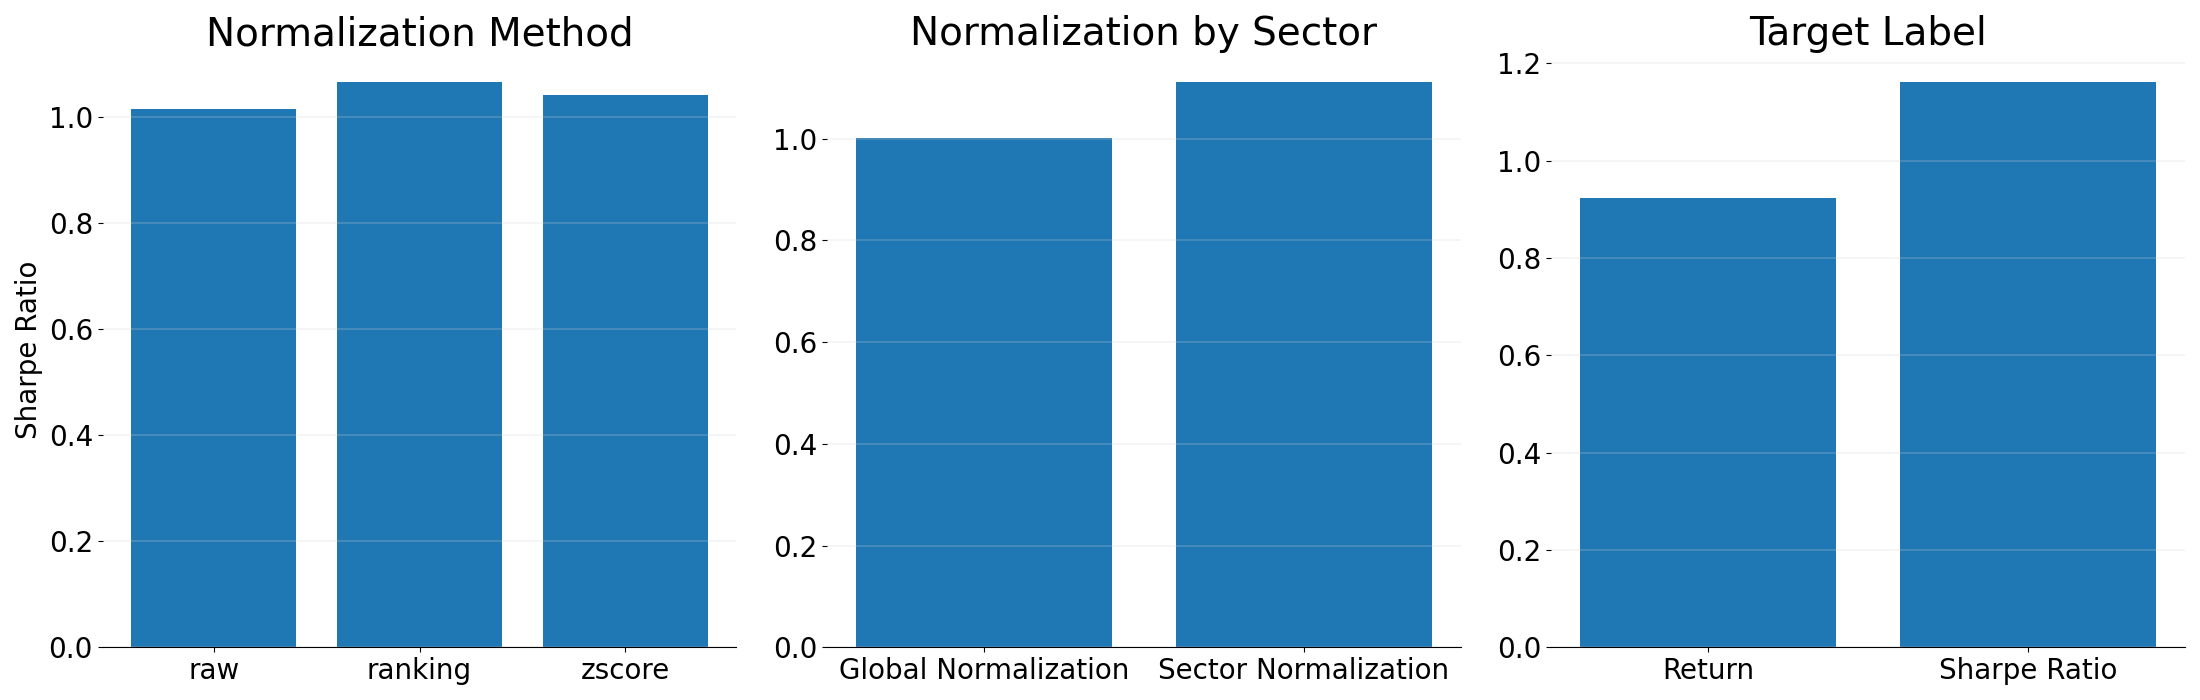 Normalization Method
Sharpe Ratio
1.0
0.8
0.6
0.4
0.2
0.0
raw ranking zscore
Normalization by Sector
1.0
0.8
0.6
0.4
0.2
0.0
Global Normalization Sector Normalization
Target Label
1.2
1.0
0.8
0.6
0.4
0.2
0.0
Return Sharpe Ratio